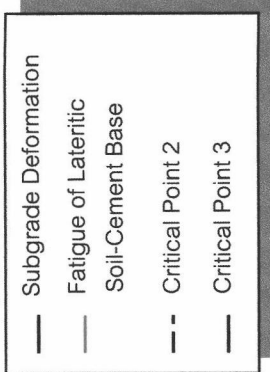 Subgrade Deformation
Fatigue of Lateritic
Soil-Cement Base
Critical Point 2
Critical Point 3